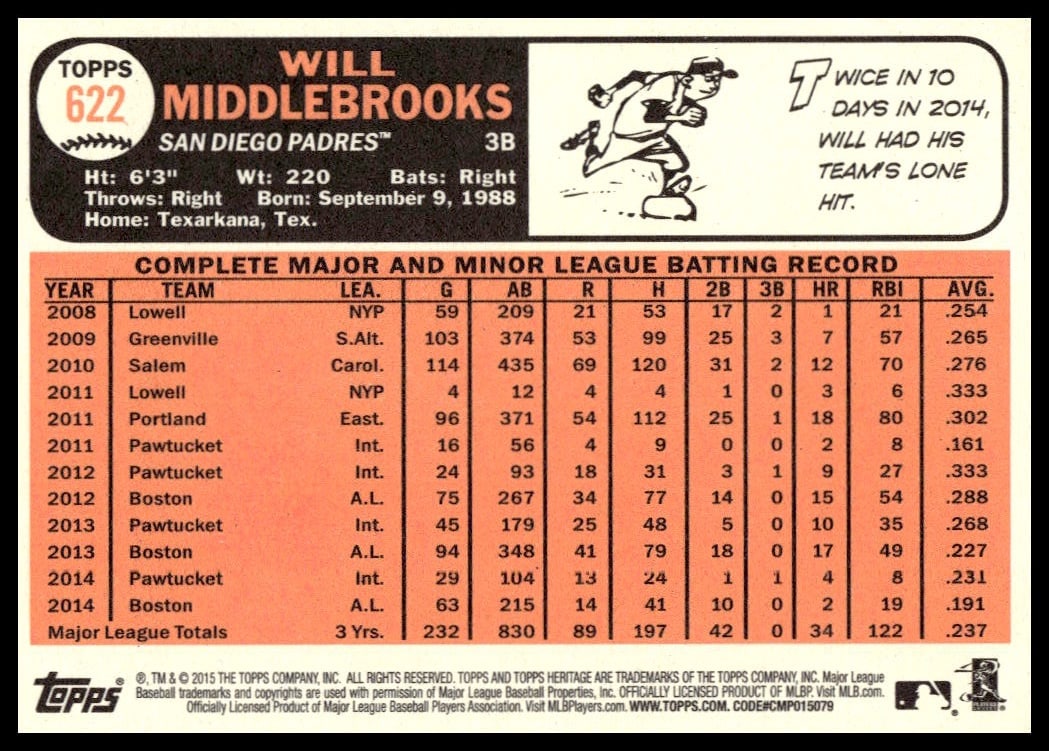 TOPPS
622
WILL
MIDDLEBROOKS
SAN DIEGO PADRES™ 3B
Ht: 6'3" Wt: 220 Bats: Right
Throws: Right Born: September 9, 1988
Home: Texarkana, Tex.
TWICE IN 10
DAYS IN 2014,
WILL HAD HIS
TEAM'S LONE
HIT.
COMPLETE MAJOR AND MINOR LEAGUE BATTING RECORD
YEAR TEAM LEA. G AB R H 2B 3B HR RBI AVG.
2008 Lowell NYP 59 209 21 53 17 2 1 21 .254
2009 Greenville S.Alt. 103 374 53 99 25 3 7 57 .265
2010 Salem Carol. 114 435 69 120 31 2 12 70 .276
2011 Lowell NYP 4 12 4 4 1 0 3 6 .333
2011 Portland East. 96 371 54 112 25 1 18 80 .302
2011 Pawtucket Int. 16 56 4 9 0 0 2 8 .161
2012 Pawtucket Int. 24 93 18 31 3 1 9 27 .333
2012 Boston A.L. 75 267 34 77 14 0 15 54 .288
2013 Pawtucket Int. 45 179 25 48 5 0 10 35 .268
2013 Boston A.L. 94 348 41 79 18 0 17 49 .227
2014 Pawtucket Int. 29 104 13 24 1 1 4 8 .231
2014 Boston A.L. 63 215 14 41 10 0 2 19 .191
Major League Totals 3 Yrs. 232 830 89 197 42 0 34 122 .237
Topps®
®, TM & © 2015 THE TOPPS COMPANY, INC. ALL RIGHTS RESERVED. TOPPS AND TOPPS HERITAGE ARE TRADEMARKS OF THE TOPPS COMPANY, INC. Major League
Baseball trademarks and copyrights are used with permission of Major League Baseball Properties, Inc. OFFICIALLY LICENSED PRODUCT OF MLBP. Visit MLB.com.
Officially Licensed Product of Major League Baseball Players Association. Visit MLBPlayers.com. WWW.TOPPS.COM. CODE#CMP015079